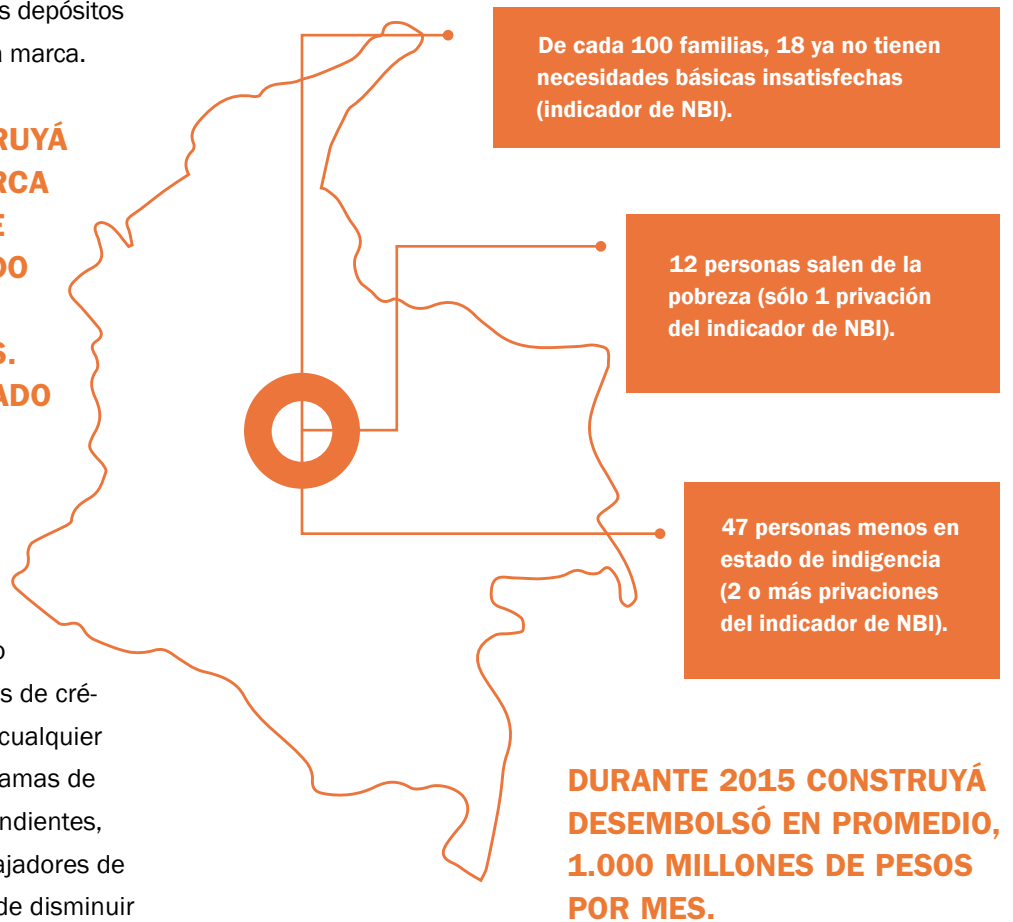 s depósitos
marca.
RUYÁ
RCA
E
DO
S.
ADO
o
s de cré-
cualquier
amas de
ndientes,
ajadores de
de disminuir
De cada 100 familias, 18 ya no tienen
necesidades básicas insatisfechas
(indicador de NBI).
12 personas salen de la
pobreza (sólo 1 privación
del indicador de NBI).
47 personas menos en
estado de indigencia
(2 o más privaciones
del indicador de NBI).
DURANTE 2015 CONSTRUYÁ
DESEMBOLSÓ EN PROMEDIO,
1.000 MILLONES DE PESOS
POR MES.